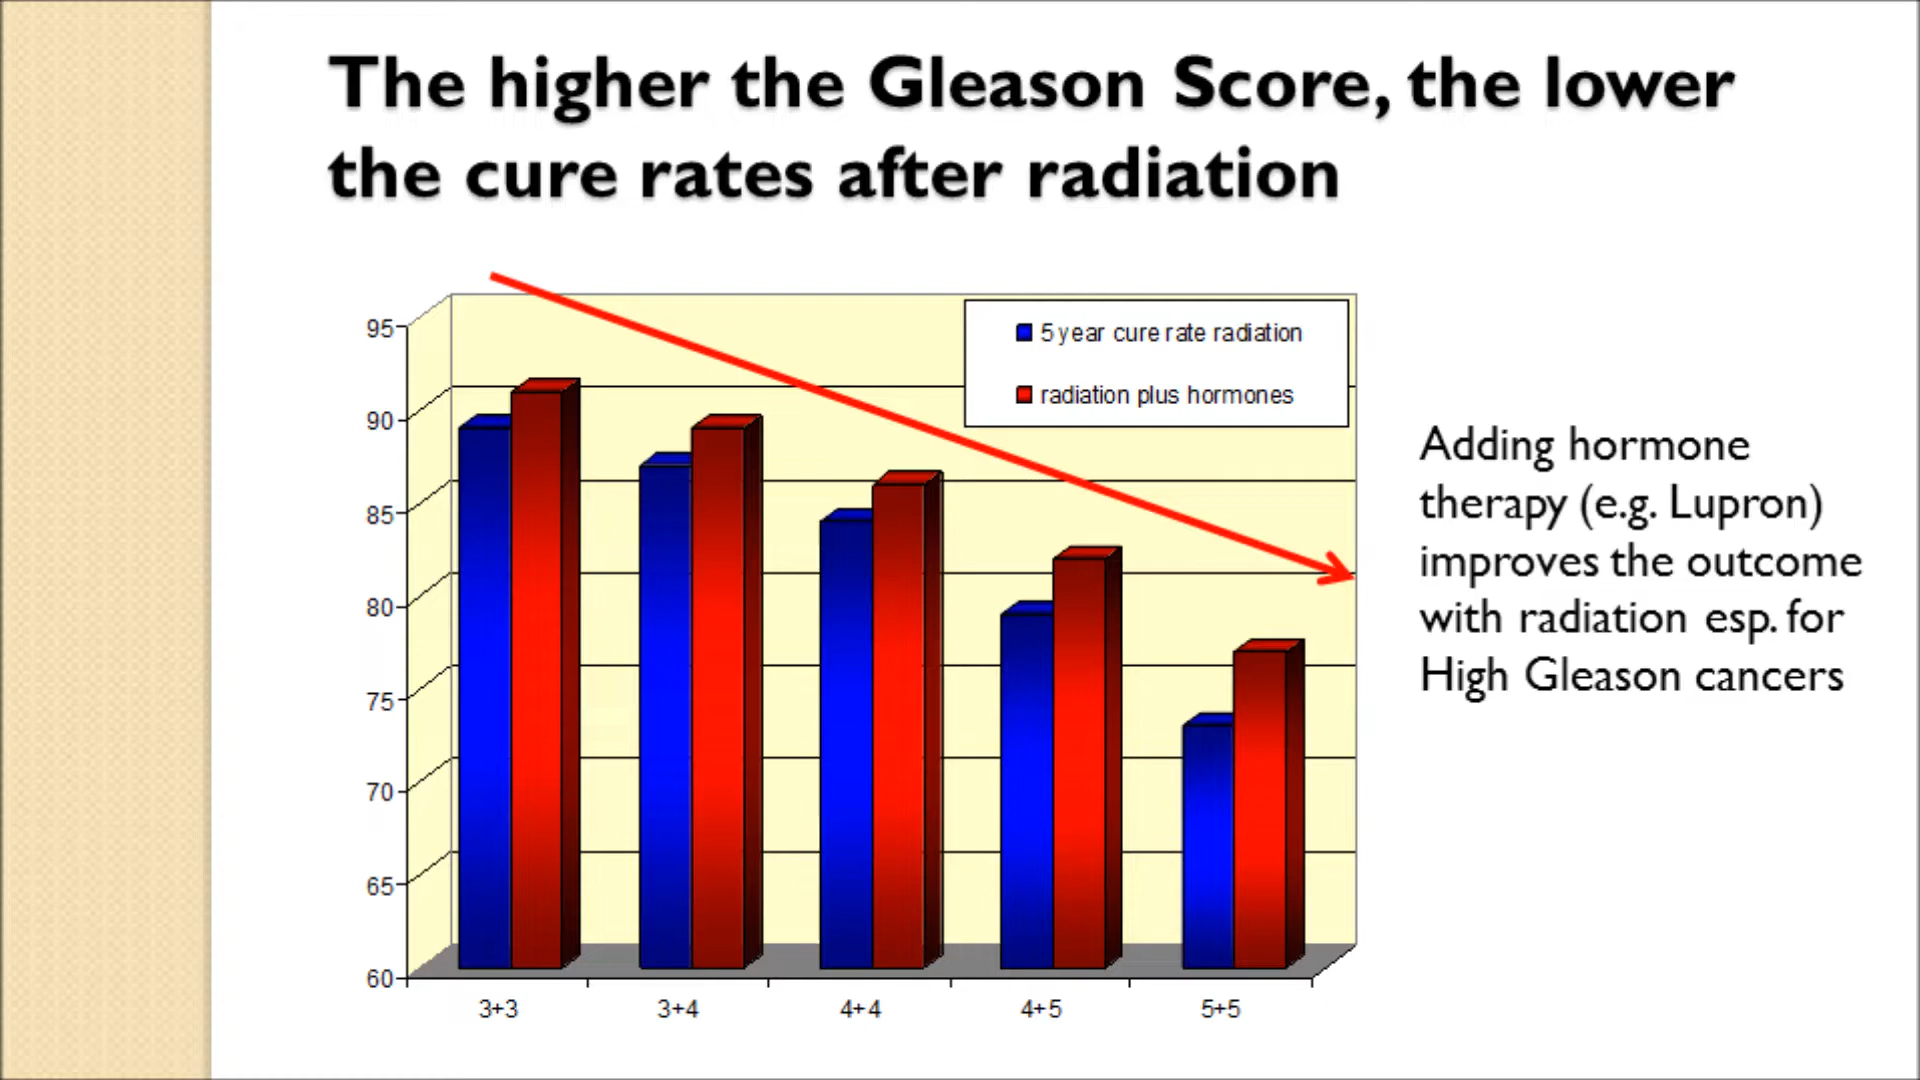 The higher the Gleason Score, the lower
the cure rates after radiation
5 year cure rate radiation
radiation plus hormones
95
90
85
80
75
70
65
60
3+3 3+4 4+4 4+5 5+5
Adding hormone
therapy (e.g. Lupron)
improves the outcome
with radiation esp. for
High Gleason cancers